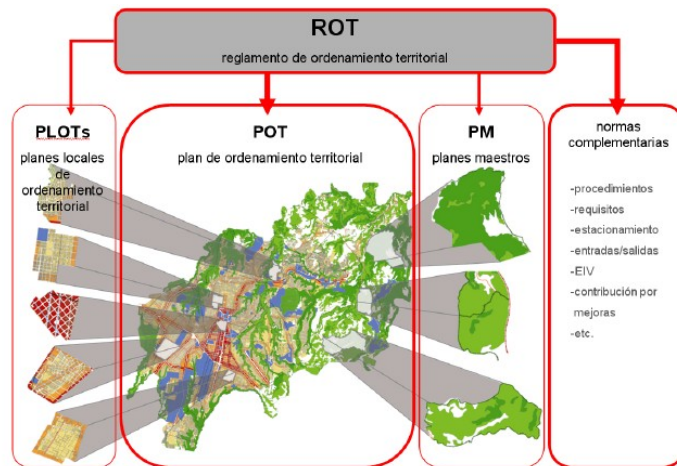 ROT
reglamento de ordenamiento territorial
PLOTs
planes locales
de
ordenamiento
territorial
POT
plan de ordenamiento territorial
PM
planes maestros
normas
complementarias
-procedimientos
-requisitos
-estacionamiento
-entradas/salidas
-EIV
-contribución por
mejoras
-etc.